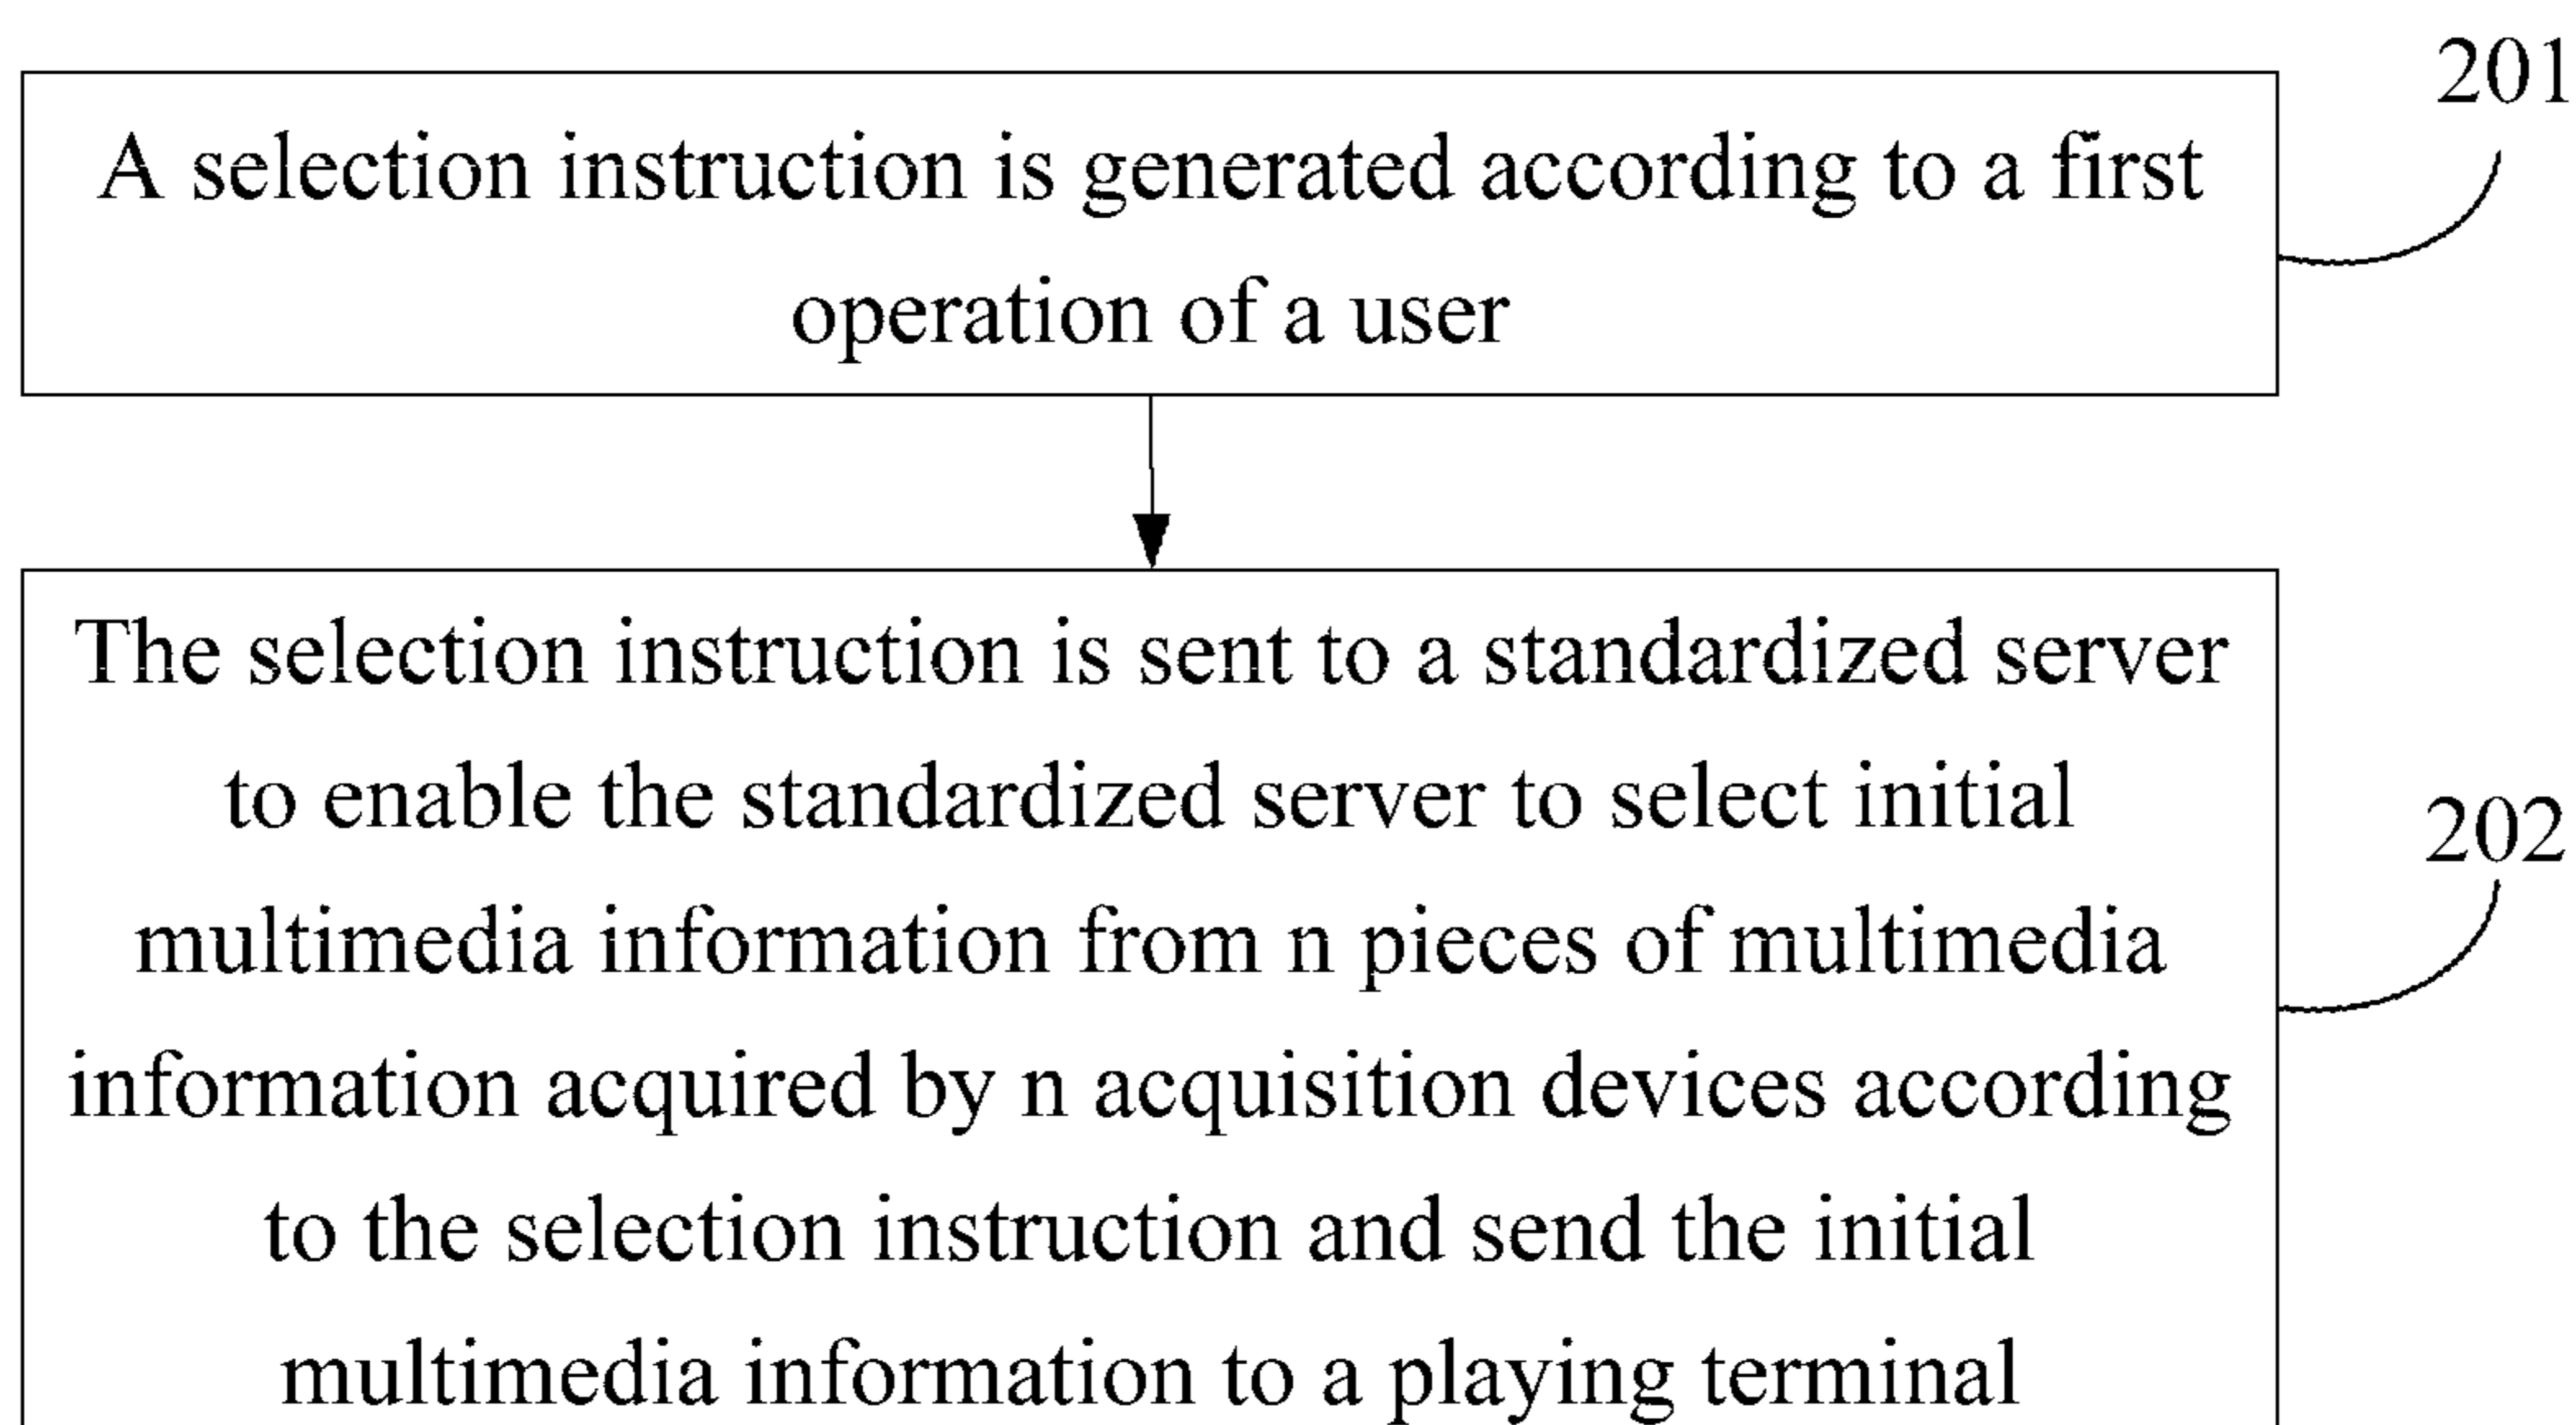 201
A selection instruction is generated according to a first
operation of a user
The selection instruction is sent to a standardized server
to enable the standardized server to select initial
202
multimedia information from n pieces of multimedia
information acquired by n acquisition devices according
to the selection instruction and send the initial
multimedia information to a playing terminal